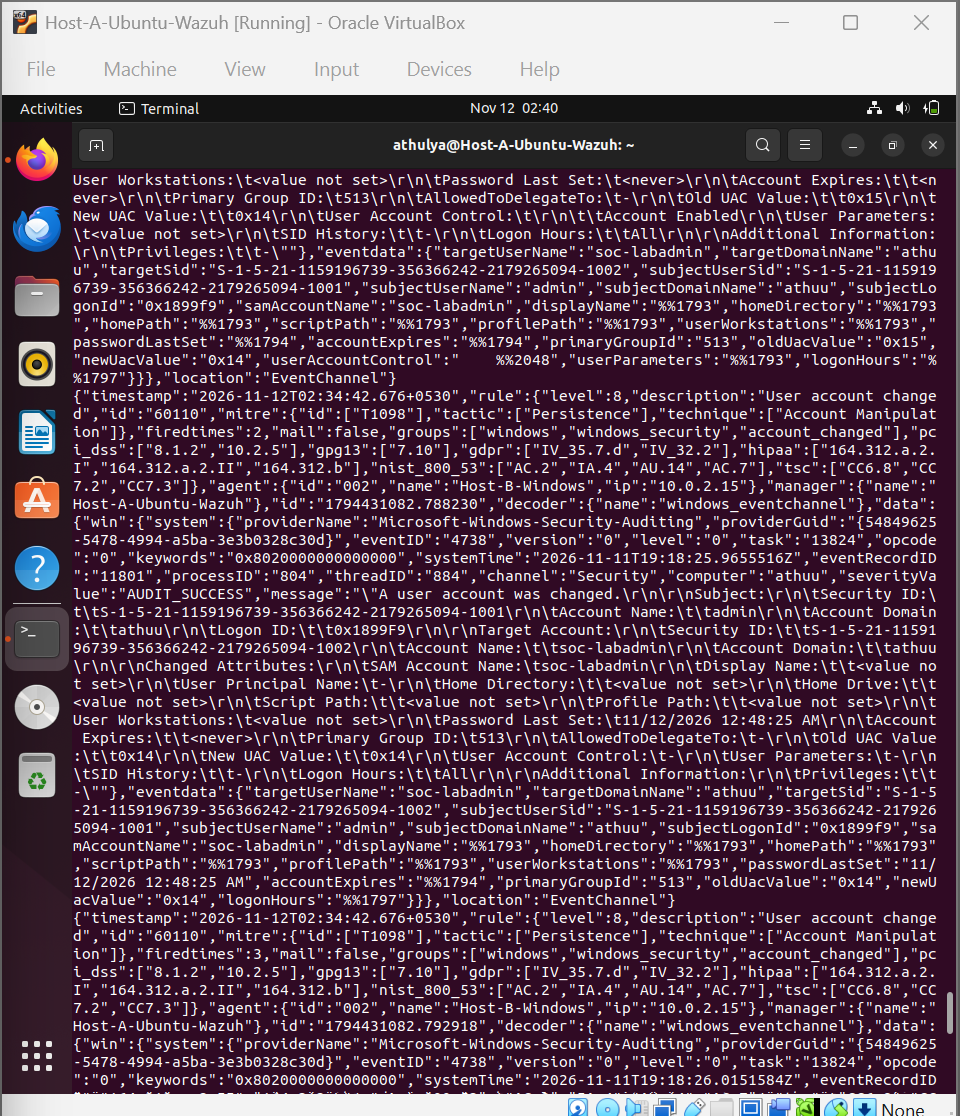 Host-A-Ubuntu-Wazuh [Running] - Oracle VirtualBox
File Machine View Input Devices Help
Activities Terminal Nov 12 02:40
athulya@Host-A-Ubuntu-Wazuh: ~
User Workstations:\t<value not set>\r\n\tPassword Last Set:\t<never>\r\n\tAccount Expires:\t\t<n
ever>\r\n\tPrimary Group ID:\t513\r\n\tAllowedToDelegateTo:\t-\r\n\tOld UAC Value:\t\t0x15\r\n\t
New UAC Value:\t\t0x14\r\n\tUser Account Control:\t\r\n\t\tAccount Enabled\r\n\tUser Parameters:
\t<value not set>\r\n\tSID History:\t\t-\r\n\tLogon Hours:\t\tAll\r\n\r\nAdditional Information:
\r\n\tPrivileges:\t\t-\""},"eventdata":{"targetUserName":"soc-labadmin","targetDomainName":"athu
u","targetSid":"S-1-5-21-1159196739-356366242-2179265094-1002","subjectUserSid":"S-1-5-21-115919
6739-356366242-2179265094-1001","subjectUserName":"admin","subjectDomainName":"athuu","subjectLo
gonId":"0x1899f9","samAccountName":"soc-labadmin","displayName":"%%1793","homeDirectory":"%%1793
","homePath":"%%1793","scriptPath":"%%1793","profilePath":"%%1793","userWorkstations":"%%1793","
passwordLastSet":"%%1794","accountExpires":"%%1794","primaryGroupId":"513","oldUacValue":"0x15",
"newUacValue":"0x14","userAccountControl":"    %%2048","userParameters":"%%1793","logonHours":"%
%1797"}}},"location":"EventChannel"}
{"timestamp":"2026-11-12T02:34:42.676+0530","rule":{"level":8,"description":"User account change
d","id":"60110","mitre":{"id":["T1098"],"tactic":["Persistence"],"technique":["Account Manipulat
ion"]},"firedtimes":2,"mail":false,"groups":["windows","windows_security","account_changed"],"pc
i_dss":["8.1.2","10.2.5"],"gpg13":["7.10"],"gdpr":["IV_35.7.d","IV_32.2"],"hipaa":["164.312.a.2.
I","164.312.a.2.II","164.312.b"],"nist_800_53":["AC.2","IA.4","AU.14","AC.7"],"tsc":["CC6.8","CC
7.2","CC7.3"]},"agent":{"id":"002","name":"Host-B-Windows","ip":"10.0.2.15"},"manager":{"name":"
Host-A-Ubuntu-Wazuh"},"id":"1794431082.788230","decoder":{"name":"windows_eventchannel"},"data":
{"win":{"system":{"providerName":"Microsoft-Windows-Security-Auditing","providerGuid":"{54849625
-5478-4994-a5ba-3e3b0328c30d}","eventID":"4738","version":"0","level":"0","task":"13824","opcode
":"0","keywords":"0x8020000000000000","systemTime":"2026-11-11T19:18:25.9655516Z","eventRecordID
":"11801","processID":"804","threadID":"884","channel":"Security","computer":"athuu","severityVa
lue":"AUDIT_SUCCESS","message":"\"A user account was changed.\r\n\r\nSubject:\r\n\tSecurity ID:\
t\tS-1-5-21-1159196739-356366242-2179265094-1001\r\n\tAccount Name:\t\tadmin\r\n\tAccount Domain
:\t\tathuu\r\n\tLogon ID:\t\t0x1899F9\r\n\r\nTarget Account:\r\n\tSecurity ID:\t\tS-1-5-21-11591
96739-356366242-2179265094-1002\r\n\tAccount Name:\t\tsoc-labadmin\r\n\tAccount Domain:\t\tathuu
\r\n\r\nChanged Attributes:\r\n\tSAM Account Name:\tsoc-labadmin\r\n\tDisplay Name:\t\t<value no
t set>\r\n\tUser Principal Name:\t-\r\n\tHome Directory:\t\t<value not set>\r\n\tHome Drive:\t\t
<value not set>\r\n\tScript Path:\t\t<value not set>\r\n\tProfile Path:\t\t<value not set>\r\n\t
User Workstations:\t<value not set>\r\n\tPassword Last Set:\t11/12/2026 12:48:25 AM\r\n\tAccount
 Expires:\t\t<never>\r\n\tPrimary Group ID:\t513\r\n\tAllowedToDelegateTo:\t-\r\n\tOld UAC Value
:\t\t0x14\r\n\tNew UAC Value:\t\t0x14\r\n\tUser Account Control:\t-\r\n\tUser Parameters:\t-\r\n
\tSID History:\t\t-\r\n\tLogon Hours:\t\tAll\r\n\r\nAdditional Information:\r\n\tPrivileges:\t\t
-\""},"eventdata":{"targetUserName":"soc-labadmin","targetDomainName":"athuu","targetSid":"S-1-5
-21-1159196739-356366242-2179265094-1002","subjectUserSid":"S-1-5-21-1159196739-356366242-217926
5094-1001","subjectUserName":"admin","subjectDomainName":"athuu","subjectLogonId":"0x1899f9","sa
mAccountName":"soc-labadmin","displayName":"%%1793","homeDirectory":"%%1793","homePath":"%%1793"
,"scriptPath":"%%1793","profilePath":"%%1793","userWorkstations":"%%1793","passwordLastSet":"11/
12/2026 12:48:25 AM","accountExpires":"%%1794","primaryGroupId":"513","oldUacValue":"0x14","newU
acValue":"0x14","logonHours":"%%1797"}}},"location":"EventChannel"}
{"timestamp":"2026-11-12T02:34:42.676+0530","rule":{"level":8,"description":"User account change
d","id":"60110","mitre":{"id":["T1098"],"tactic":["Persistence"],"technique":["Account Manipulat
ion"]},"firedtimes":3,"mail":false,"groups":["windows","windows_security","account_changed"],"pc
i_dss":["8.1.2","10.2.5"],"gpg13":["7.10"],"gdpr":["IV_35.7.d","IV_32.2"],"hipaa":["164.312.a.2.
I","164.312.a.2.II","164.312.b"],"nist_800_53":["AC.2","IA.4","AU.14","AC.7"],"tsc":["CC6.8","CC
7.2","CC7.3"]},"agent":{"id":"002","name":"Host-B-Windows","ip":"10.0.2.15"},"manager":{"name":"
Host-A-Ubuntu-Wazuh"},"id":"1794431082.792918","decoder":{"name":"windows_eventchannel"},"data":
{"win":{"system":{"providerName":"Microsoft-Windows-Security-Auditing","providerGuid":"{54849625
-5478-4994-a5ba-3e3b0328c30d}","eventID":"4738","version":"0","level":"0","task":"13824","opcode
":"0","keywords":"0x8020000000000000","systemTime":"2026-11-11T19:18:26.0151584Z","eventRecordID
None